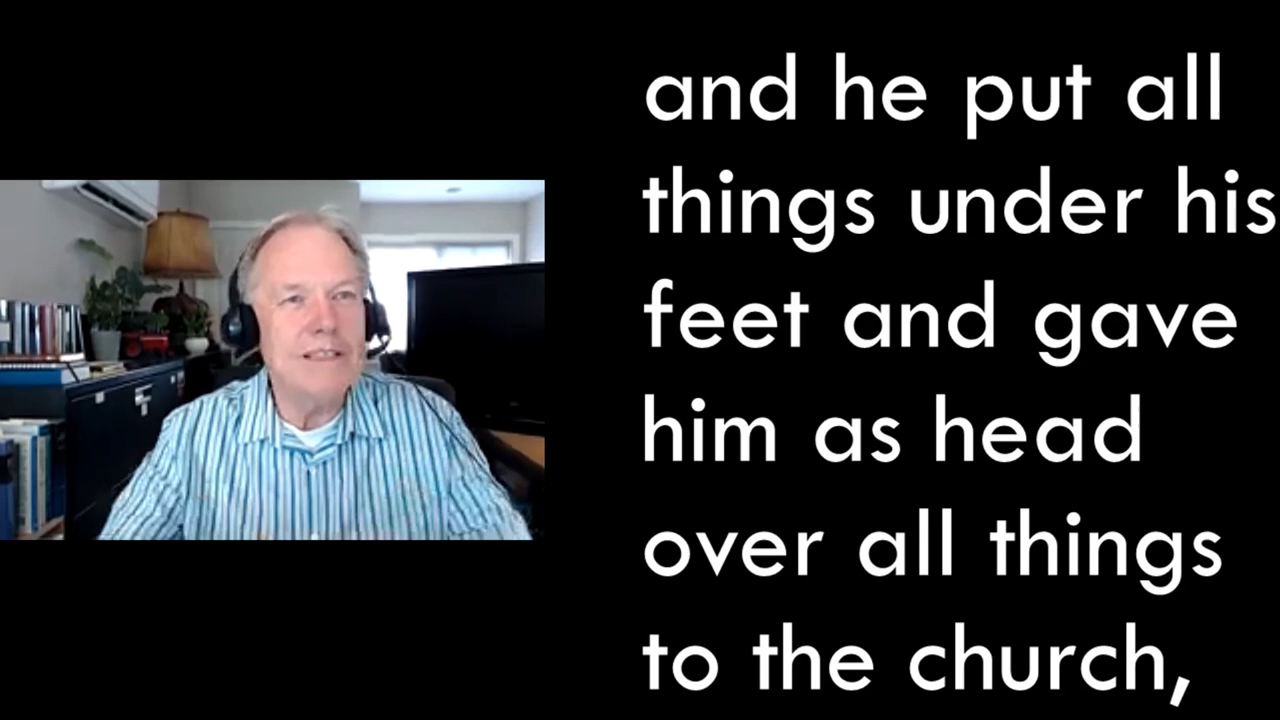 and he put all
things under his
feet and gave
him as head
over all things
to the church,